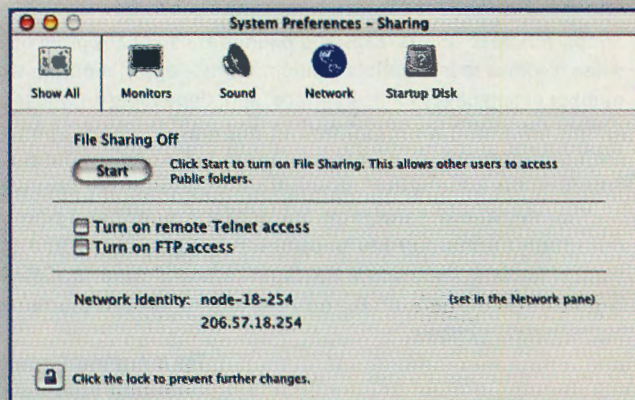 System Preferences – Sharing
Show All Monitors Sound Network Startup Disk
File Sharing Off
Start Click Start to turn on File Sharing. This allows other users to access
Public folders.
Turn on remote Telnet access
Turn on FTP access
Network Identity: node-18-254 (set in the Network pane)
206.57.18.254
Click the lock to prevent further changes.